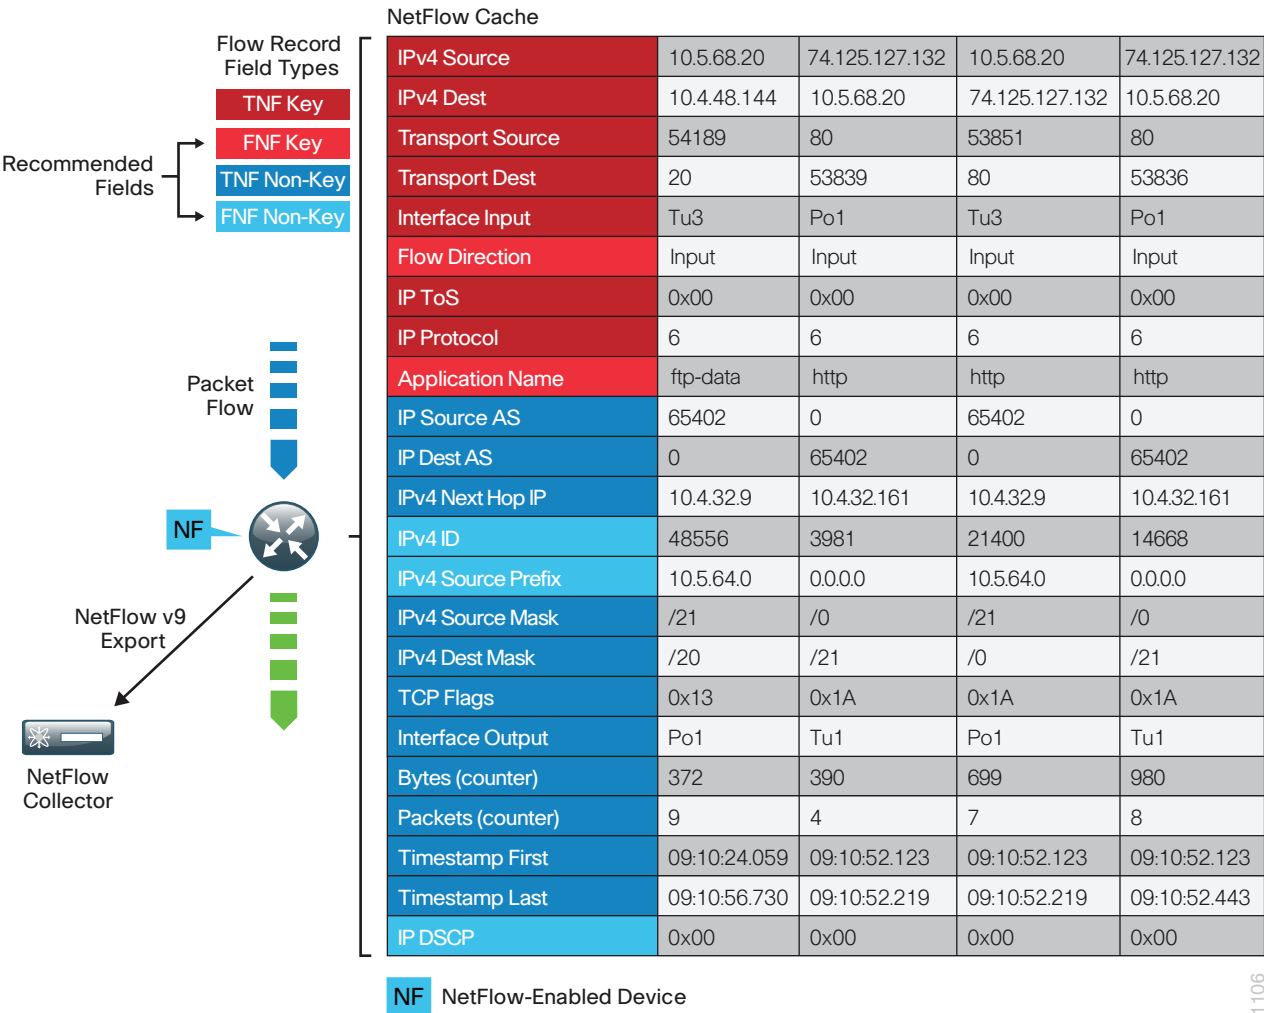 NetFlow Cache
Flow Record
Field Types
TNF Key
FNF Key
TNF Non-Key
FNF Non-Key
Recommended
Fields
Packet
Flow
NF
NetFlow v9
Export
NetFlow
Collector
IPv4 Source 10.5.68.20 74.125.127.132 10.5.68.20 74.125.127.132
IPv4 Dest 10.4.48.144 10.5.68.20 74.125.127.132 10.5.68.20
Transport Source 54189 80 53851 80
Transport Dest 20 53839 80 53836
Interface Input Tu3 Po1 Tu3 Po1
Flow Direction Input Input Input Input
IP ToS 0x00 0x00 0x00 0x00
IP Protocol 6 6 6 6
Application Name ftp-data http http http
IP Source AS 65402 0 65402 0
IP Dest AS 0 65402 0 65402
IPv4 Next Hop IP 10.4.32.9 10.4.32.161 10.4.32.9 10.4.32.161
IPv4 ID 48556 3981 21400 14668
IPv4 Source Prefix 10.5.64.0 0.0.0.0 10.5.64.0 0.0.0.0
IPv4 Source Mask /21 /0 /21 /0
IPv4 Dest Mask /20 /21 /0 /21
TCP Flags 0x13 0x1A 0x1A 0x1A
Interface Output Po1 Tu1 Po1 Tu1
Bytes (counter) 372 390 699 980
Packets (counter) 9 4 7 8
Timestamp First 09:10:24.059 09:10:52.123 09:10:52.123 09:10:52.123
Timestamp Last 09:10:56.730 09:10:52.219 09:10:52.219 09:10:52.443
IP DSCP 0x00 0x00 0x00 0x00
NF NetFlow-Enabled Device
1106